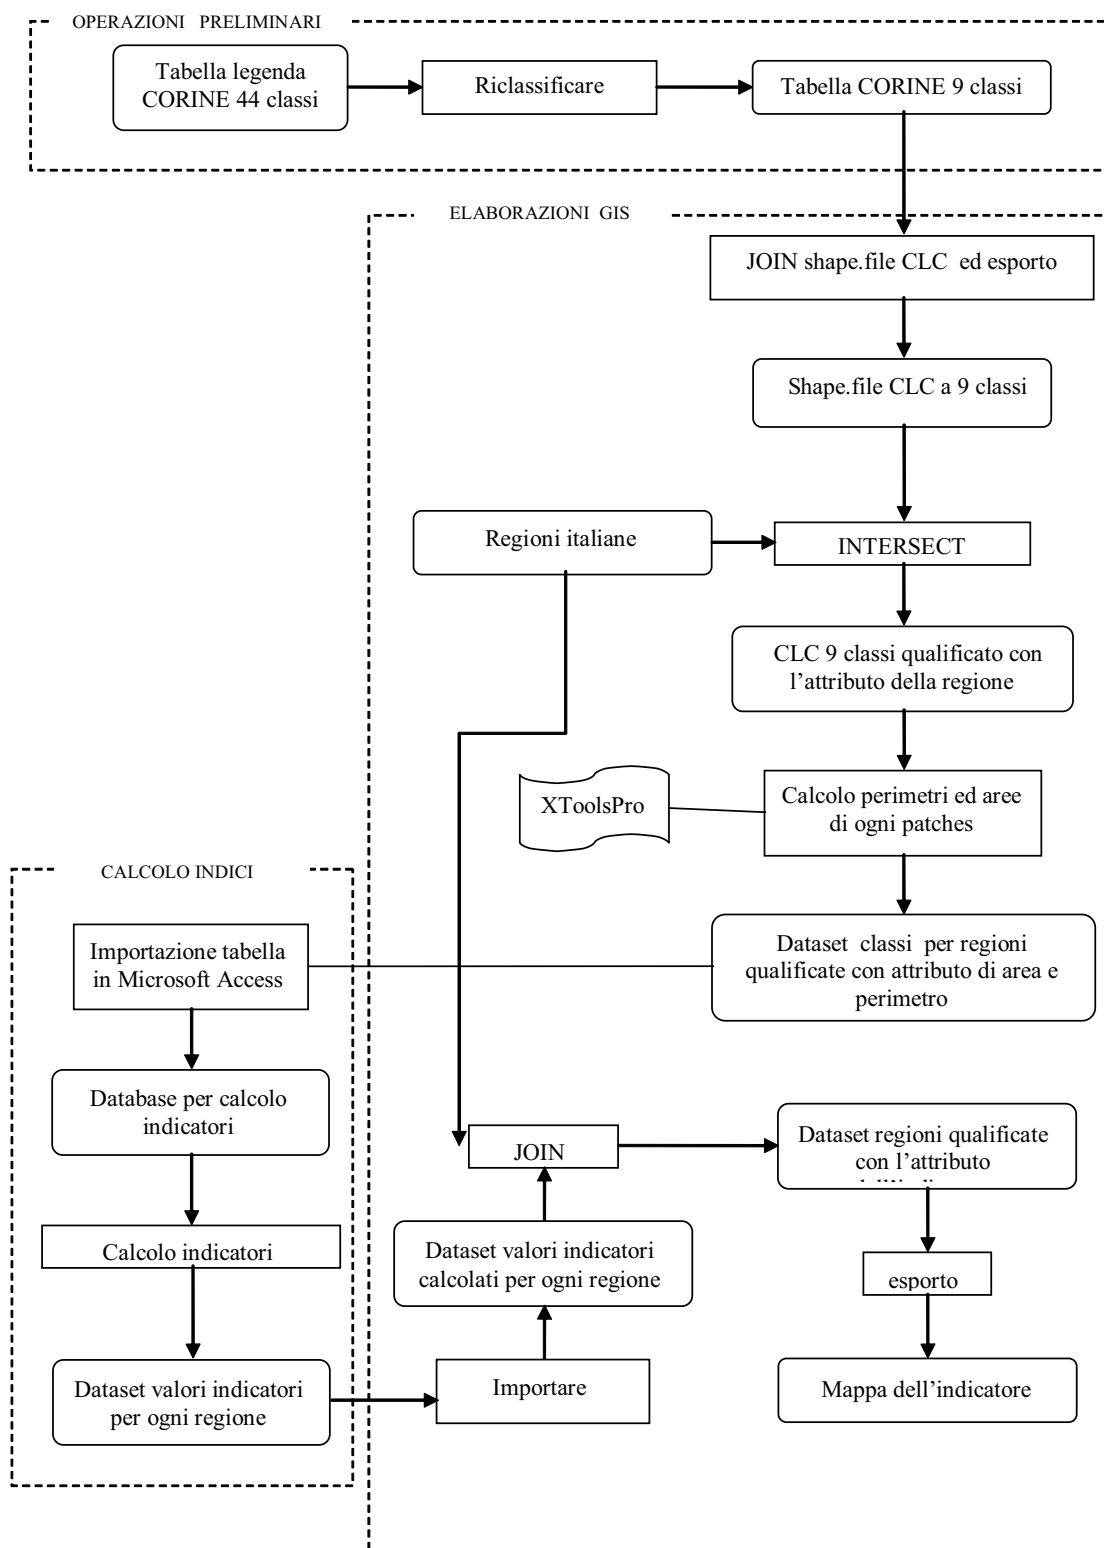 OPERAZIONI PRELIMINARI
Tabella legenda
CORINE 44 classi
Riclassificare
Tabella CORINE 9 classi
ELABORAZIONI GIS
JOIN shape.file CLC ed esporto
Shape.file CLC a 9 classi
Regioni italiane
INTERSECT
CLC 9 classi qualificato con
l’attributo della regione
XToolsPro
Calcolo perimetri ed aree
di ogni patches
CALCOLO INDICI
Importazione tabella
in Microsoft Access
Dataset classi per regioni
qualificate con attributo di area e
perimetro
Database per calcolo
indicatori
JOIN
Dataset regioni qualificate
con l’attributo
Calcolo indicatori
Dataset valori indicatori
calcolati per ogni regione
esporto
Dataset valori indicatori
per ogni regione
Importare
Mappa dell’indicatore